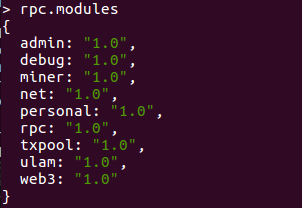 > rpc.modules
{
  admin: "1.0",
  debug: "1.0",
  miner: "1.0",
  net: "1.0",
  personal: "1.0",
  rpc: "1.0",
  txpool: "1.0",
  ulam: "1.0",
  web3: "1.0"
}